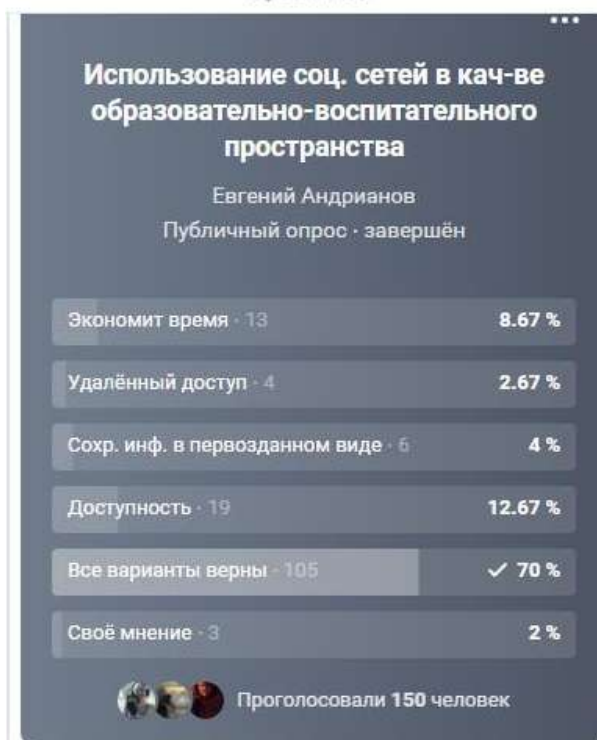 Использование соц. сетей в кач-ве
образовательно-воспитательного
пространства
Евгений Андрианов
Публичный опрос · завершён
Экономит время · 13 8.67 %
Удалённый доступ · 4 2.67 %
Сохр. инф. в первозданном виде · 6 4 %
Доступность · 19 12.67 %
Все варианты верны · 105 ✓ 70 %
Своё мнение · 3 2 %
Проголосовали 150 человек